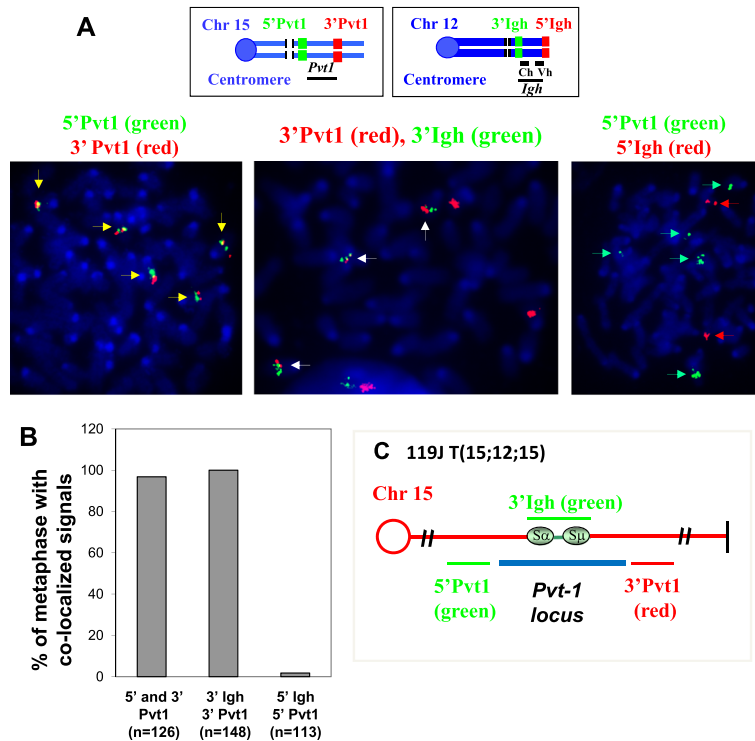 A
Chr 15
5'Pvt1
3'Pvt1
Centromere
Pvt1
Chr 12
3'Igh
5'Igh
Centromere
Ch Vh
Igh
5'Pvt1 (green)
3' Pvt1 (red)
3'Pvt1 (red), 3'Igh (green)
5'Pvt1 (green)
5'Igh (red)
B
% of metaphase with
co-localized signals
120
100
80
60
40
20
0
5' and 3'
Pvt1
(n=126)
3' Igh
3' Pvt1
(n=148)
5' Igh
5' Pvt1
(n=113)
C 119J T(15;12;15)
Chr 15
3'Igh (green)
Sα Sμ
5'Pvt1
(green)
Pvt-1
locus
3'Pvt1
(red)